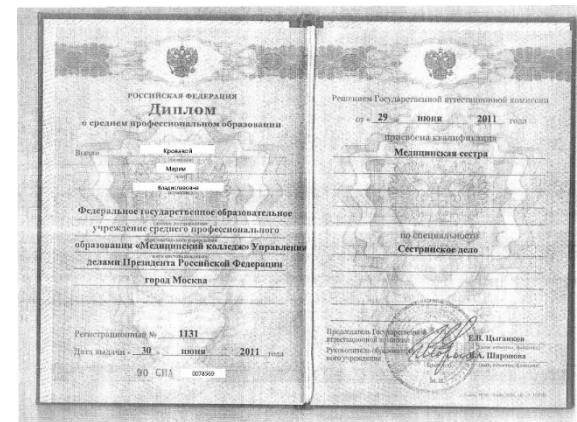 РОССИЙСКАЯ ФЕДЕРАЦИЯ
Диплом
о среднем профессиональном образовании
Кровякой
Марии
Владиславовне
Федеральное государственное образовательное
учреждение среднего профессионального
образовании «Медицинский колледж» Управления
делами Президента Российской Федерации
город Москва
Регистрационный № 1131
Дата выдачи « 30 » июня 2011 года
90 СПА 0078569
Решением Государственной аттестационной комиссии
от « 29 » июня 2011 года
присвоена квалификация
Медицинская сестра
по специальности
Сестринское дело
Председатель Государственной
аттестационной комиссии
Е.В. Цыганков
Руководитель образовательного учреждения
А. Шаронова
М.П.